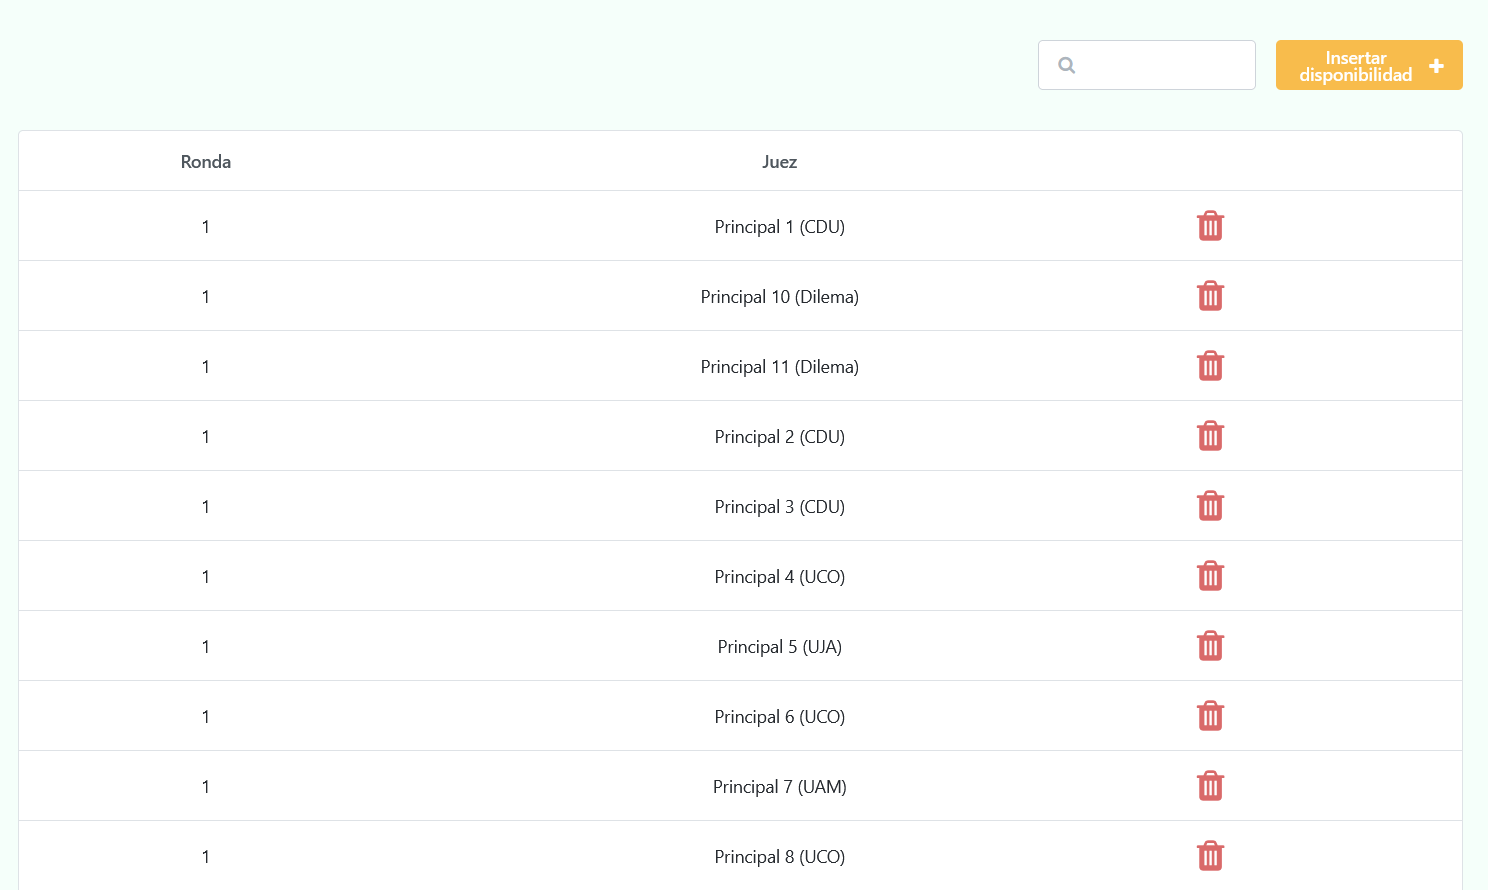 Insertar
disponibilidad
Ronda Juez
1 Principal 1 (CDU)
1 Principal 10 (Dilema)
1 Principal 11 (Dilema)
1 Principal 2 (CDU)
1 Principal 3 (CDU)
1 Principal 4 (UCO)
1 Principal 5 (UJA)
1 Principal 6 (UCO)
1 Principal 7 (UAM)
1 Principal 8 (UCO)